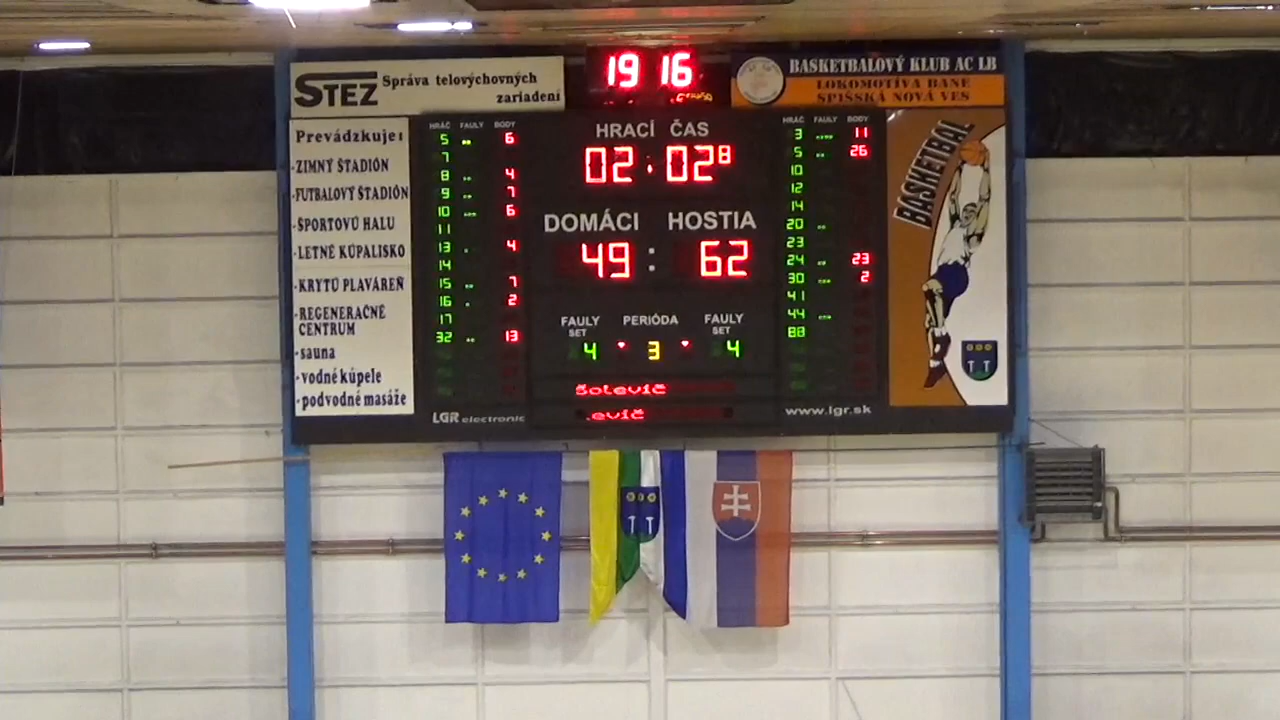 19 16
STEZ Správa telovýchovných
zariadení
BASKETBALOVÝ KLUB AC LB
LOKOMOTÍVA BANE
SPIŠSKÁ NOVÁ VES
Prevádzkuje:
-ZIMNÝ ŠTADIÓN
-FUTBALOVÝ ŠTADIÓN
-ŠPORTOVÚ HALU
-LETNÉ KÚPALISKO
-KRYTÚ PLAVÁREŇ
-REGENERAČNÉ
CENTRUM
-sauna
-vodné kúpele
-podvodné masáže
HRÁČ FAULY BODY
5 6
7
8 4
9 7
10 6
11
13 4
14
15 7
16 2
17
32 13
LGR electronic
HRACÍ ČAS
02 : 02 8
DOMÁCI HOSTIA
49 : 62
FAULY PERIÓDA FAULY
SET SET
4 3 4
Šolevič
.evič
HRÁČ FAULY BODY
3 11
5 26
10
12
14
20
23
24 23
30 2
41
44
88
www.lgr.sk
BASKETBAL